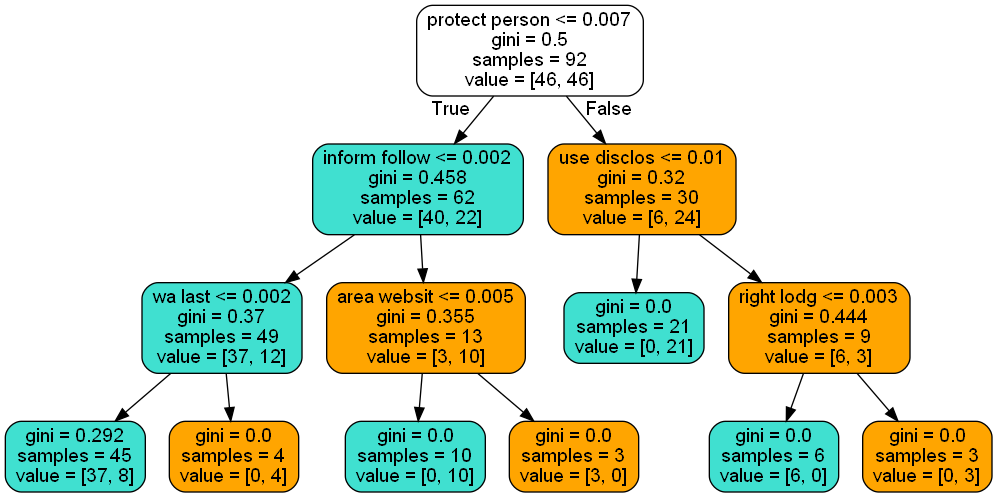 protect person <= 0.007
gini = 0.5
samples = 92
value = [46, 46]
True
False
inform follow <= 0.002
gini = 0.458
samples = 62
value = [40, 22]
use disclos <= 0.01
gini = 0.32
samples = 30
value = [6, 24]
wa last <= 0.002
gini = 0.37
samples = 49
value = [37, 12]
area websit <= 0.005
gini = 0.355
samples = 13
value = [3, 10]
gini = 0.0
samples = 21
value = [0, 21]
right lodg <= 0.003
gini = 0.444
samples = 9
value = [6, 3]
gini = 0.292
samples = 45
value = [37, 8]
gini = 0.0
samples = 4
value = [0, 4]
gini = 0.0
samples = 10
value = [0, 10]
gini = 0.0
samples = 3
value = [3, 0]
gini = 0.0
samples = 6
value = [6, 0]
gini = 0.0
samples = 3
value = [0, 3]